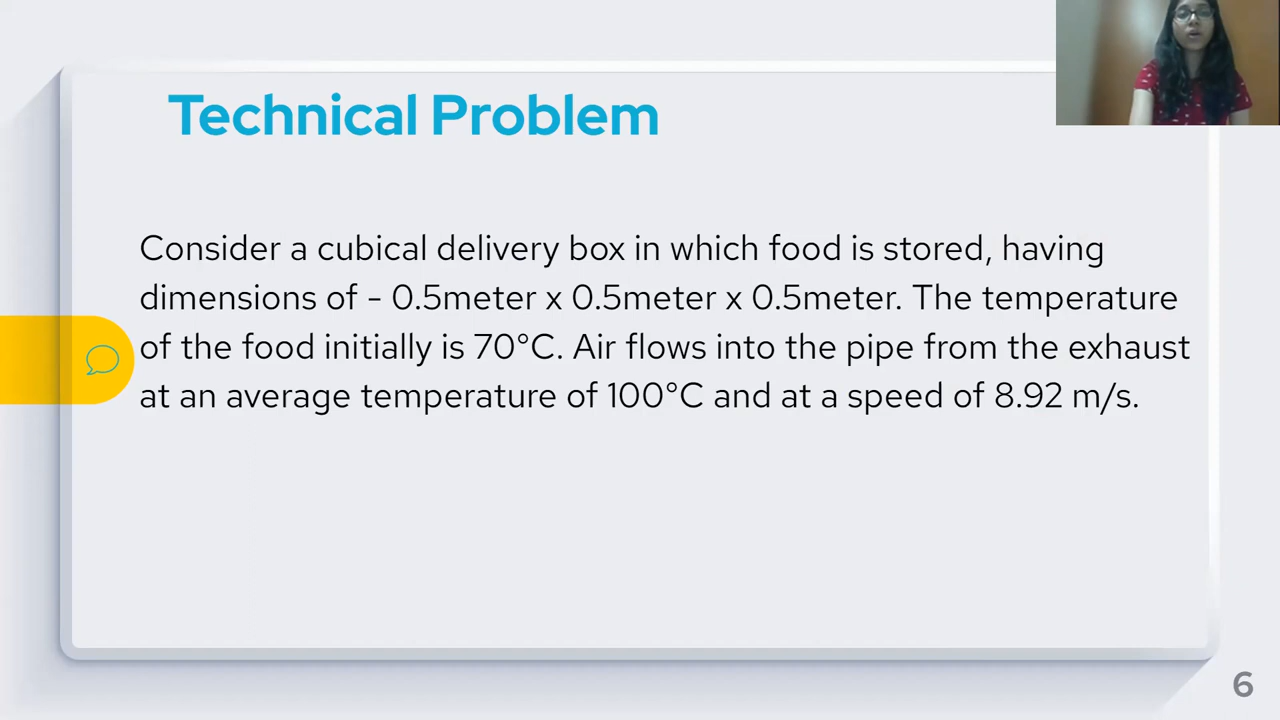 Technical Problem
Consider a cubical delivery box in which food is stored, having
dimensions of - 0.5meter x 0.5meter x 0.5meter. The temperature
of the food initially is 70°C. Air flows into the pipe from the exhaust
at an average temperature of 100°C and at a speed of 8.92 m/s.
6